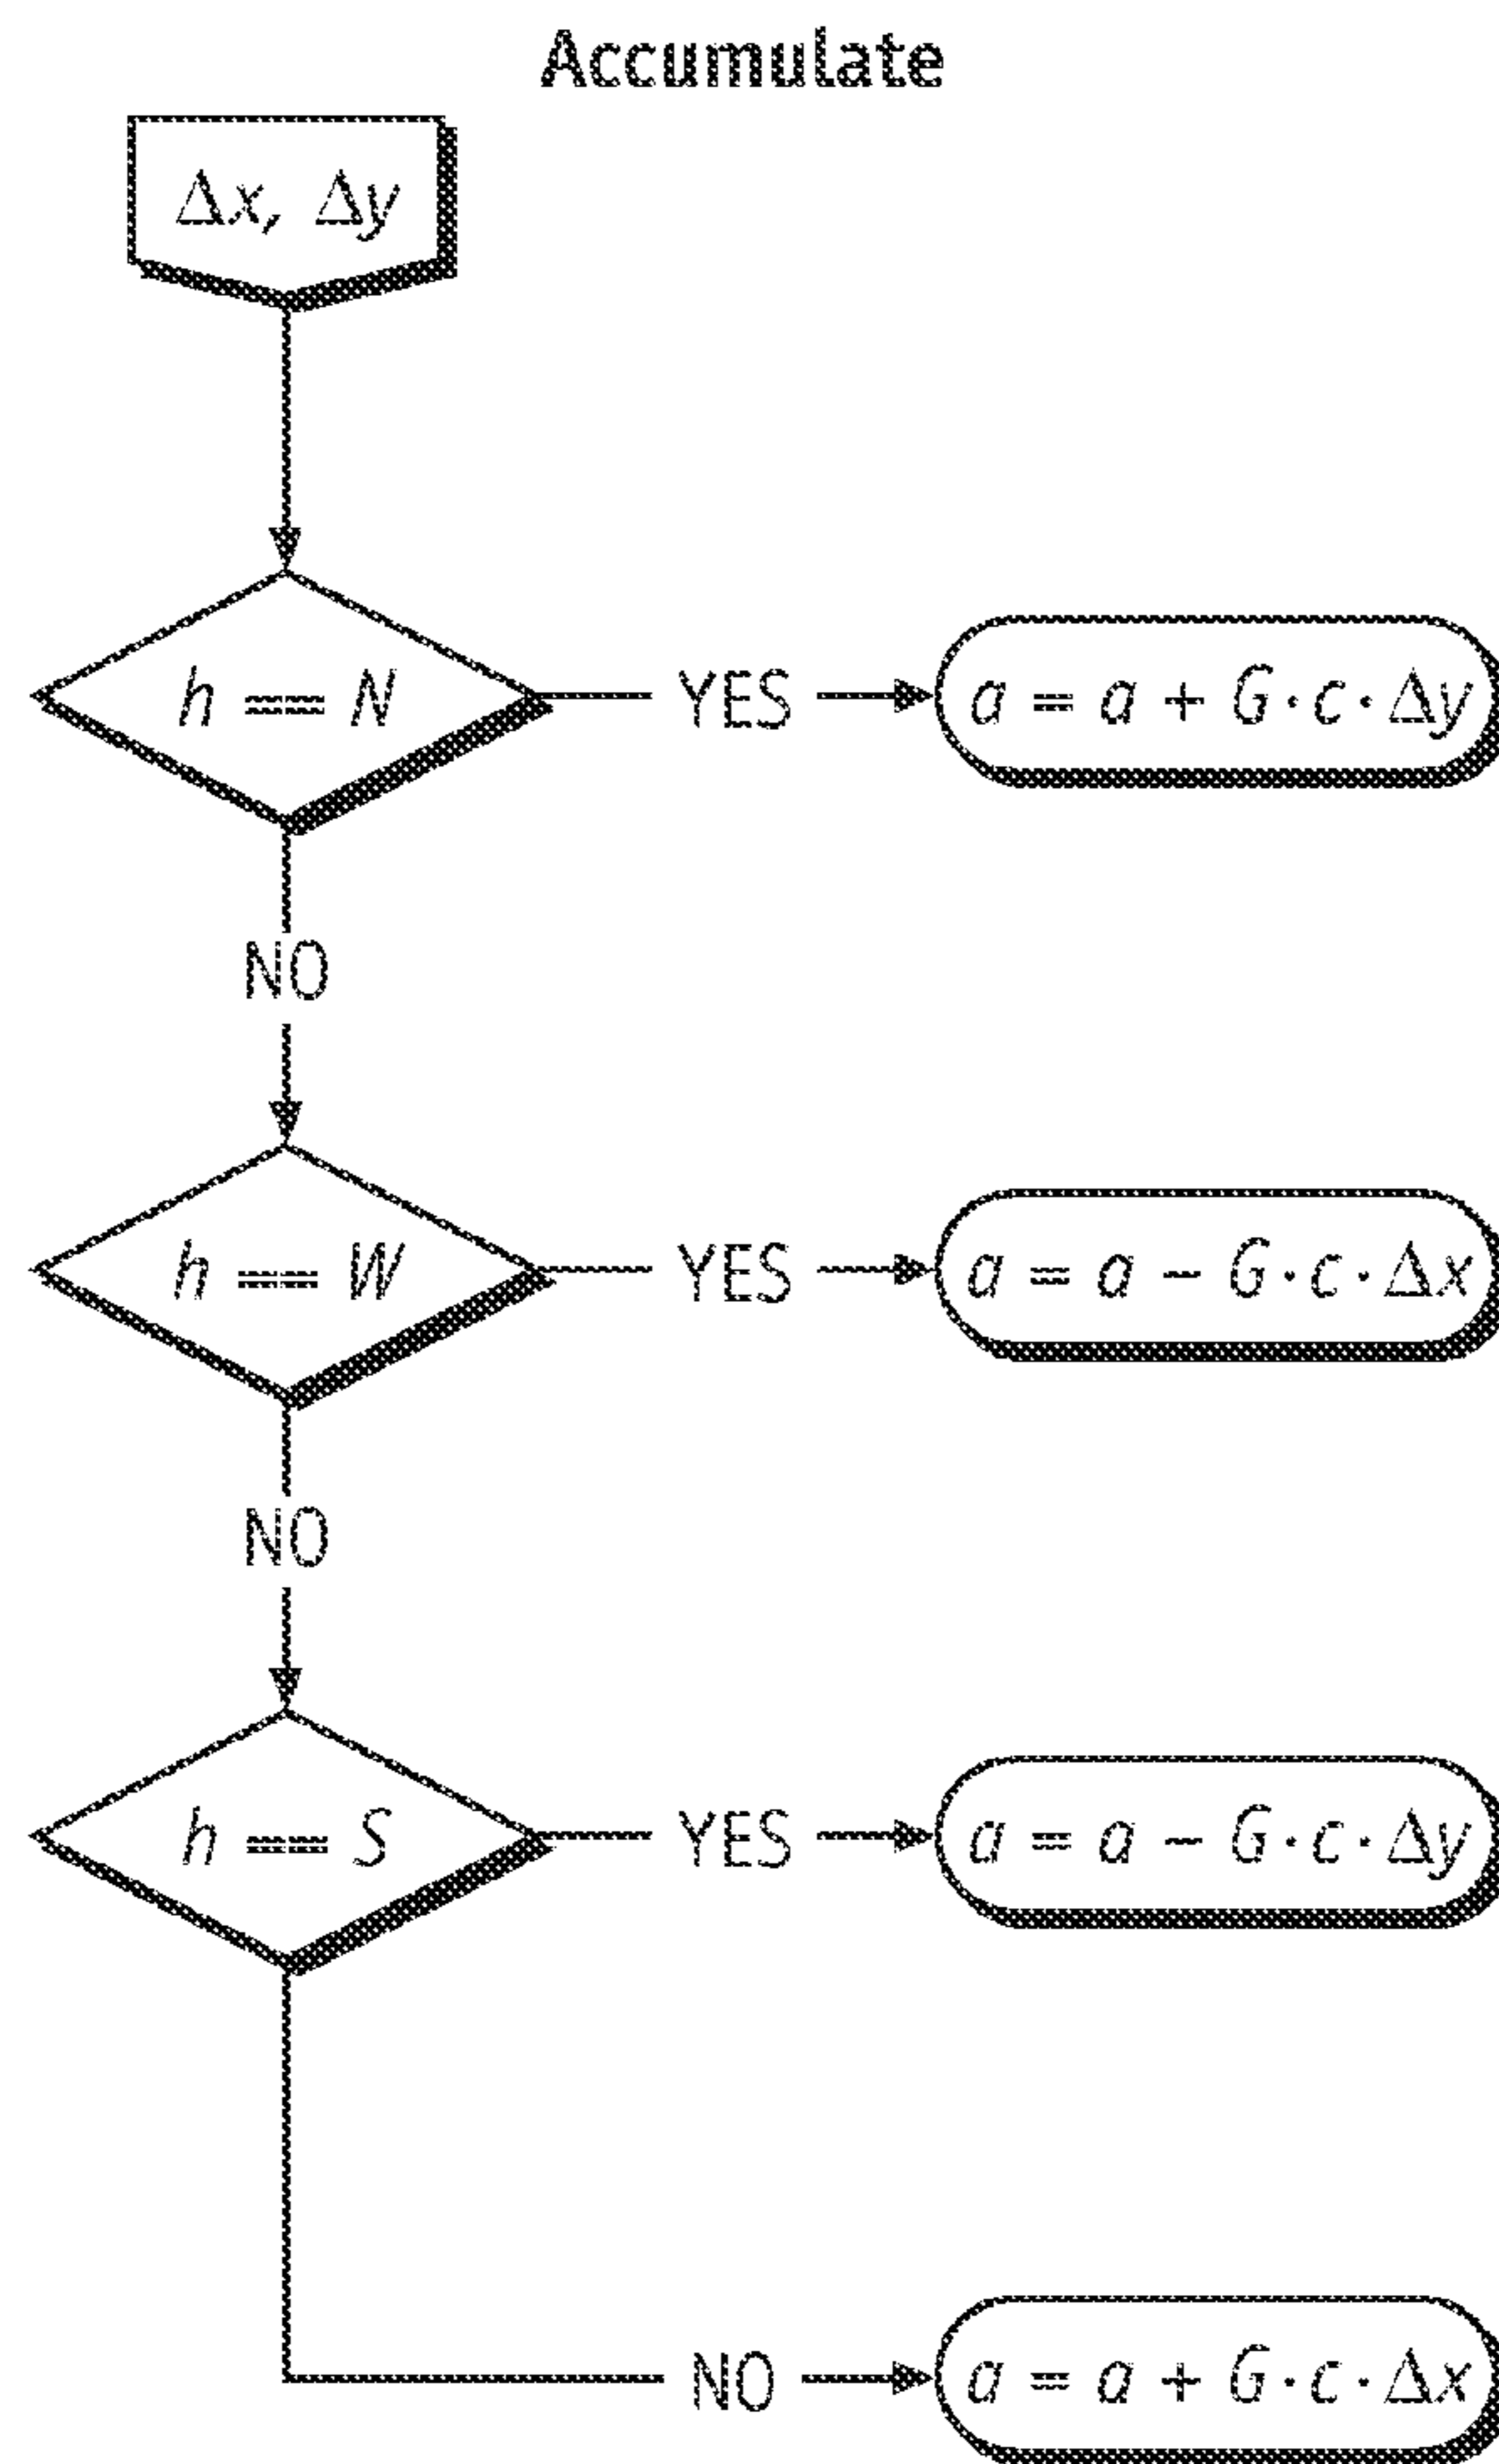 Accumulate
Δx, Δy
h == N
YES
a = a + G·c·Δy
NO
h == W
YES
a = a − G·c·Δx
NO
h == S
YES
a = a − G·c·Δy
NO
a = a + G·c·Δx